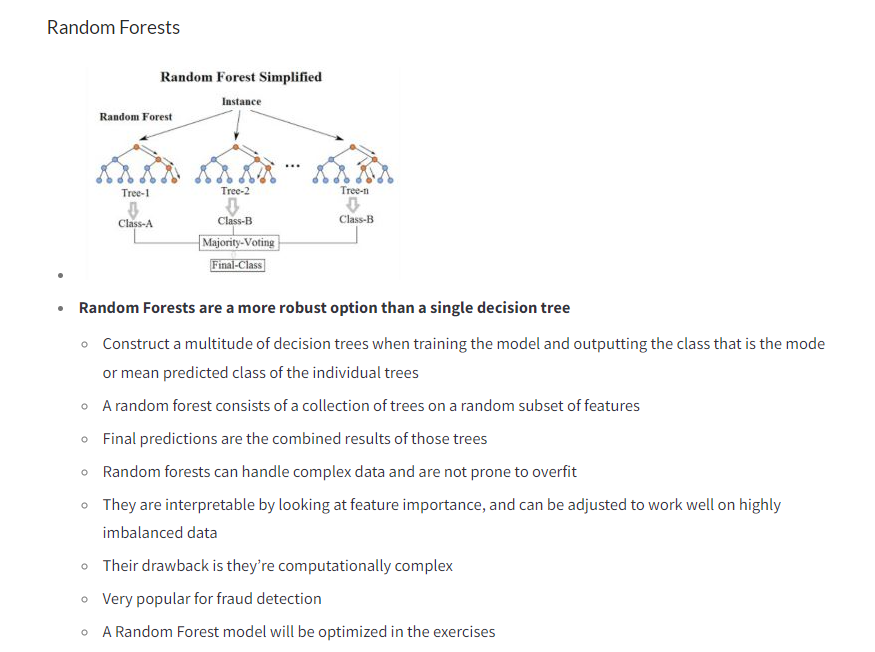 Random Forests
Random Forest Simplified
Instance
Random Forest
...
Tree-1
Tree-2
Tree-n
Class-A
Class-B
Class-B
Majority-Voting
Final-Class
Random Forests are a more robust option than a single decision tree
Construct a multitude of decision trees when training the model and outputting the class that is the mode
or mean predicted class of the individual trees
A random forest consists of a collection of trees on a random subset of features
Final predictions are the combined results of those trees
Random forests can handle complex data and are not prone to overfit
They are interpretable by looking at feature importance, and can be adjusted to work well on highly
imbalanced data
Their drawback is they’re computationally complex
Very popular for fraud detection
A Random Forest model will be optimized in the exercises